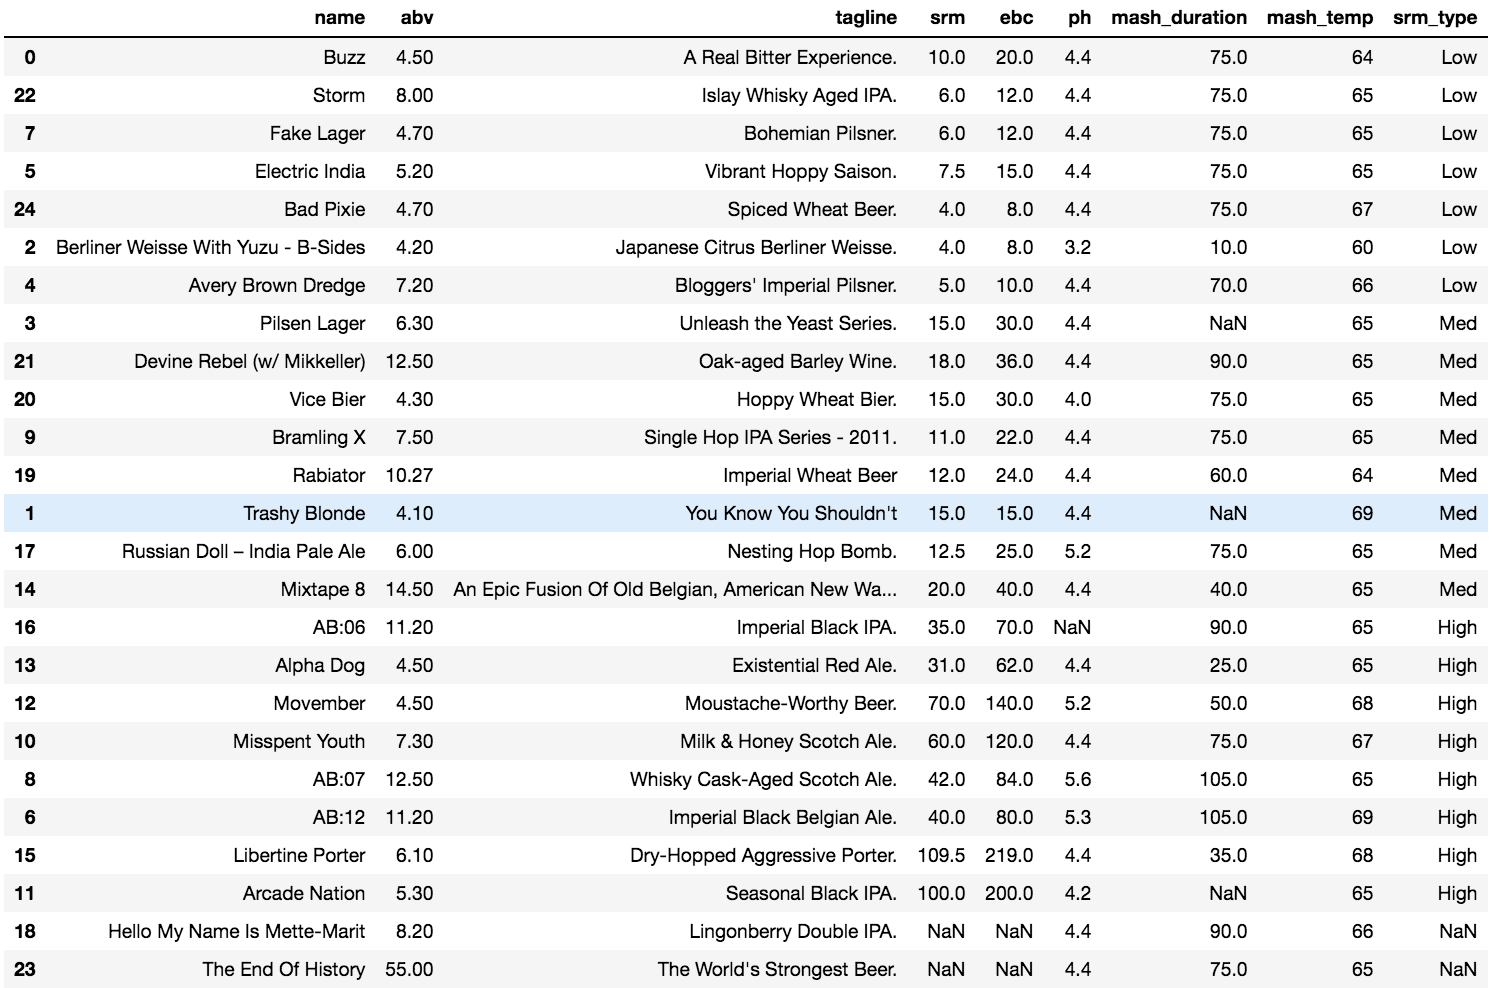 name abv tagline srm ebc ph mash_duration mash_temp srm_type
0 Buzz 4.50 A Real Bitter Experience. 10.0 20.0 4.4 75.0 64 Low
22 Storm 8.00 Islay Whisky Aged IPA. 6.0 12.0 4.4 75.0 65 Low
7 Fake Lager 4.70 Bohemian Pilsner. 6.0 12.0 4.4 75.0 65 Low
5 Electric India 5.20 Vibrant Hoppy Saison. 7.5 15.0 4.4 75.0 65 Low
24 Bad Pixie 4.70 Spiced Wheat Beer. 4.0 8.0 4.4 75.0 67 Low
2 Berliner Weisse With Yuzu - B-Sides 4.20 Japanese Citrus Berliner Weisse. 4.0 8.0 3.2 10.0 60 Low
4 Avery Brown Dredge 7.20 Bloggers' Imperial Pilsner. 5.0 10.0 4.4 70.0 66 Low
3 Pilsen Lager 6.30 Unleash the Yeast Series. 15.0 30.0 4.4 NaN 65 Med
21 Devine Rebel (w/ Mikkeller) 12.50 Oak-aged Barley Wine. 18.0 36.0 4.4 90.0 65 Med
20 Vice Bier 4.30 Hoppy Wheat Bier. 15.0 30.0 4.0 75.0 65 Med
9 Bramling X 7.50 Single Hop IPA Series - 2011. 11.0 22.0 4.4 75.0 65 Med
19 Rabiator 10.27 Imperial Wheat Beer 12.0 24.0 4.4 60.0 64 Med
1 Trashy Blonde 4.10 You Know You Shouldn't 15.0 15.0 4.4 NaN 69 Med
17 Russian Doll – India Pale Ale 6.00 Nesting Hop Bomb. 12.5 25.0 5.2 75.0 65 Med
14 Mixtape 8 14.50 An Epic Fusion Of Old Belgian, American New Wa... 20.0 40.0 4.4 40.0 65 Med
16 AB:06 11.20 Imperial Black IPA. 35.0 70.0 NaN 90.0 65 High
13 Alpha Dog 4.50 Existential Red Ale. 31.0 62.0 4.4 25.0 65 High
12 Movember 4.50 Moustache-Worthy Beer. 70.0 140.0 5.2 50.0 68 High
10 Misspent Youth 7.30 Milk & Honey Scotch Ale. 60.0 120.0 4.4 75.0 67 High
8 AB:07 12.50 Whisky Cask-Aged Scotch Ale. 42.0 84.0 5.6 105.0 65 High
6 AB:12 11.20 Imperial Black Belgian Ale. 40.0 80.0 5.3 105.0 69 High
15 Libertine Porter 6.10 Dry-Hopped Aggressive Porter. 109.5 219.0 4.4 35.0 68 High
11 Arcade Nation 5.30 Seasonal Black IPA. 100.0 200.0 4.2 NaN 65 High
18 Hello My Name Is Mette-Marit 8.20 Lingonberry Double IPA. NaN NaN 4.4 90.0 66 NaN
23 The End Of History 55.00 The World's Strongest Beer. NaN NaN 4.4 75.0 65 NaN